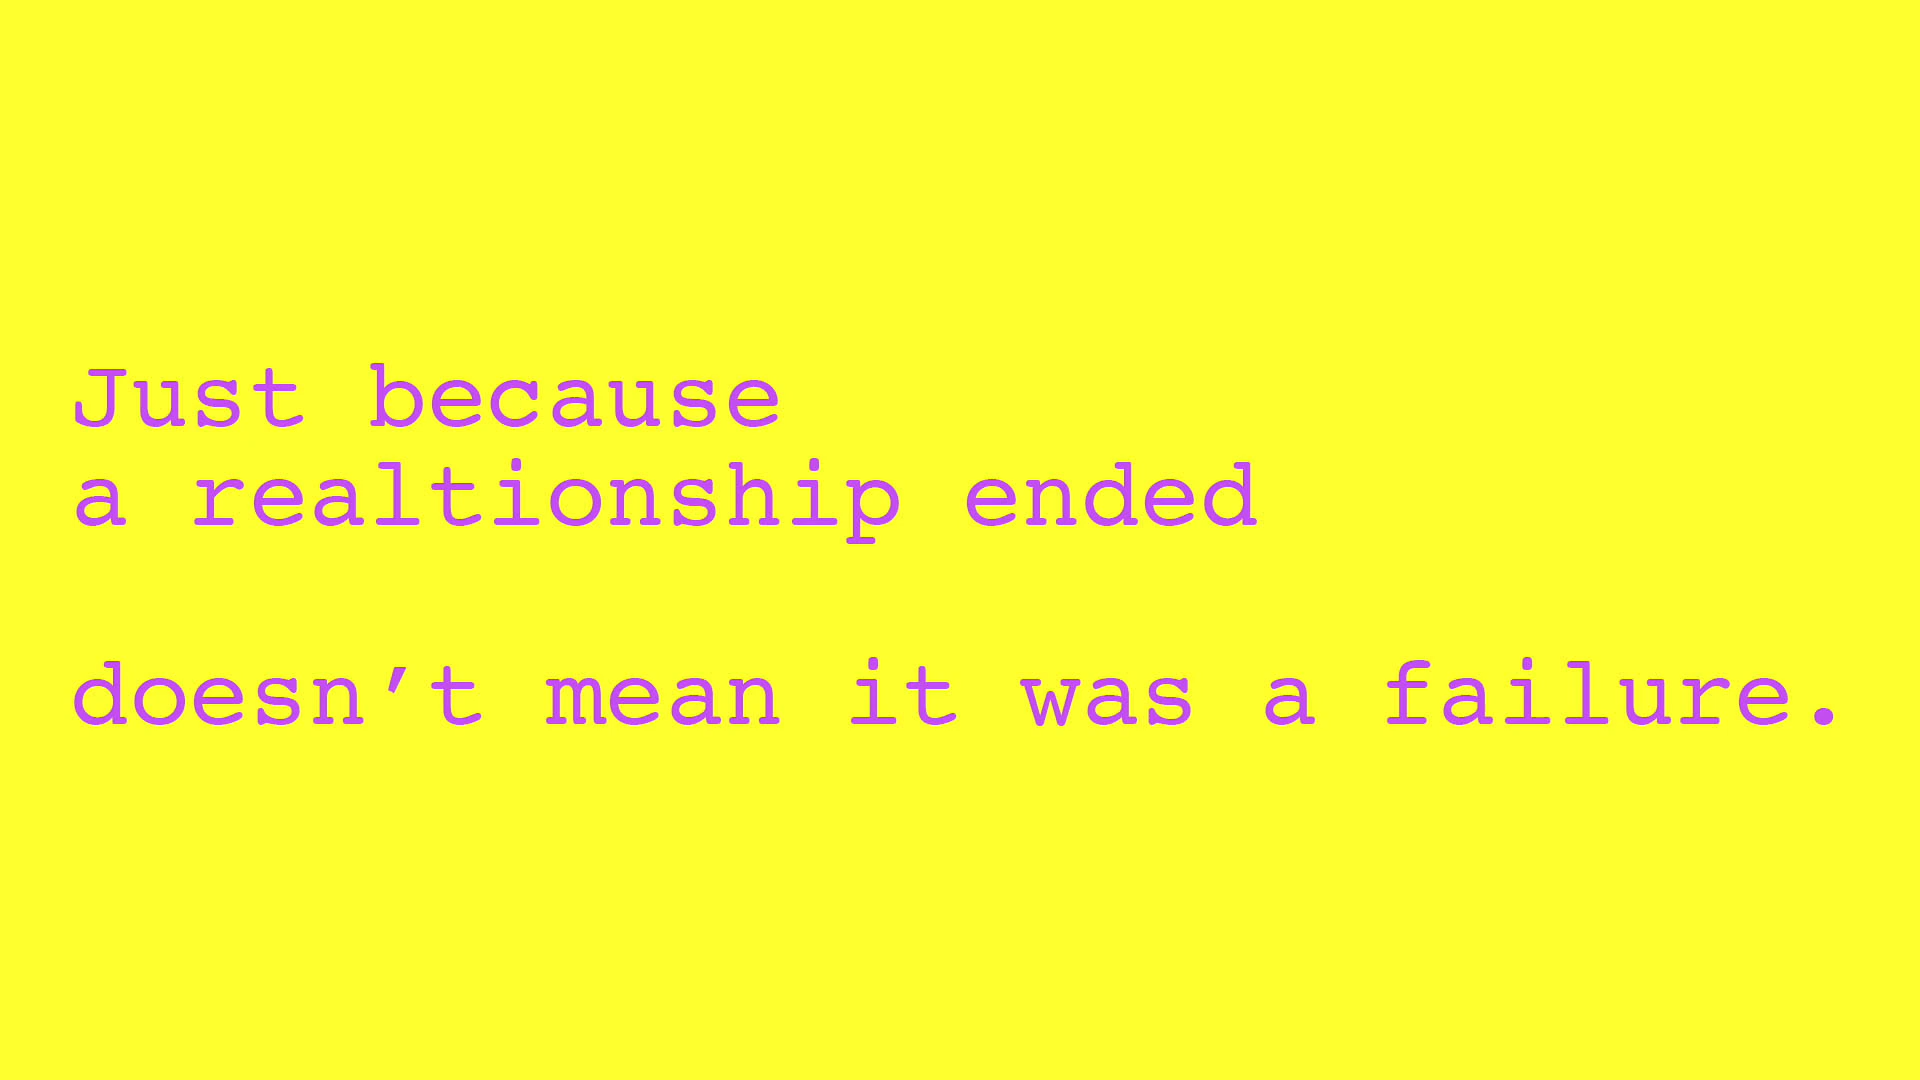 Just because
a realtionship ended
doesn’t mean it was a failure.